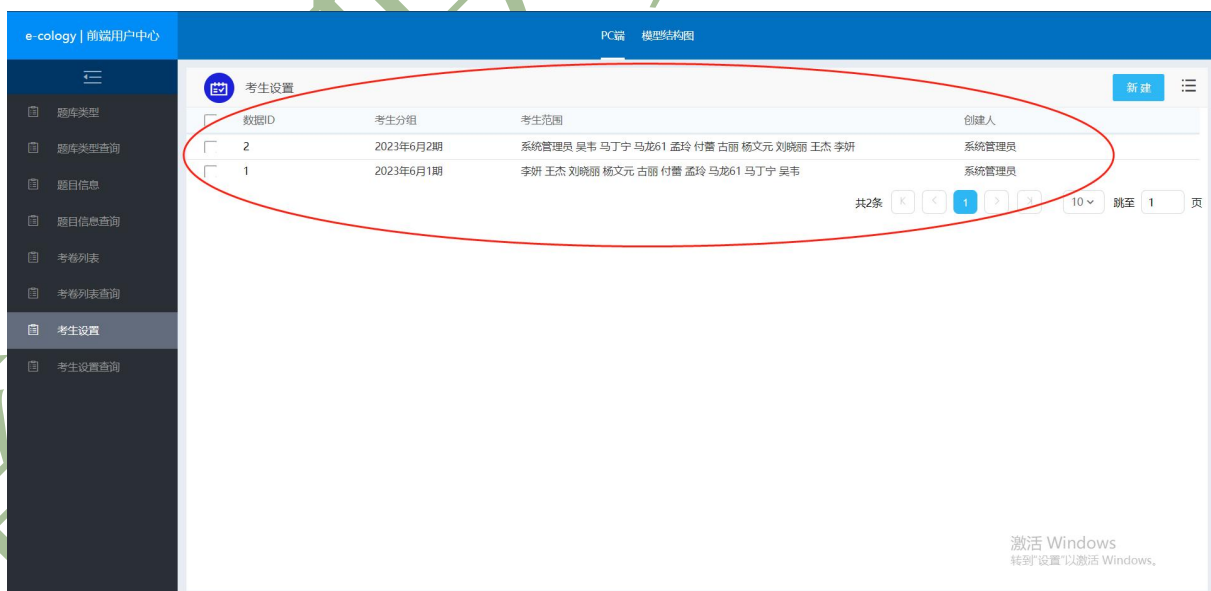 e-cology | 前端用户中心
PC端 模型结构图
考生设置 新建
题库类型
题库类型查询
题目信息
题目信息查询
考卷列表
考卷列表查询
考生设置
考生设置查询
数据ID 考生分组 考生范围 创建人
2 2023年6月2期 系统管理员 吴韦 马丁宁 马龙61 孟玲 付蕾 古丽 杨文元 刘晓丽 王杰 李妍 系统管理员
1 2023年6月1期 李妍 王杰 刘晓丽 杨文元 古丽 付蕾 孟玲 马龙61 马丁宁 吴韦 系统管理员
共2条 1 10 跳至 1 页
激活 Windows
转到"设置"以激活 Windows。